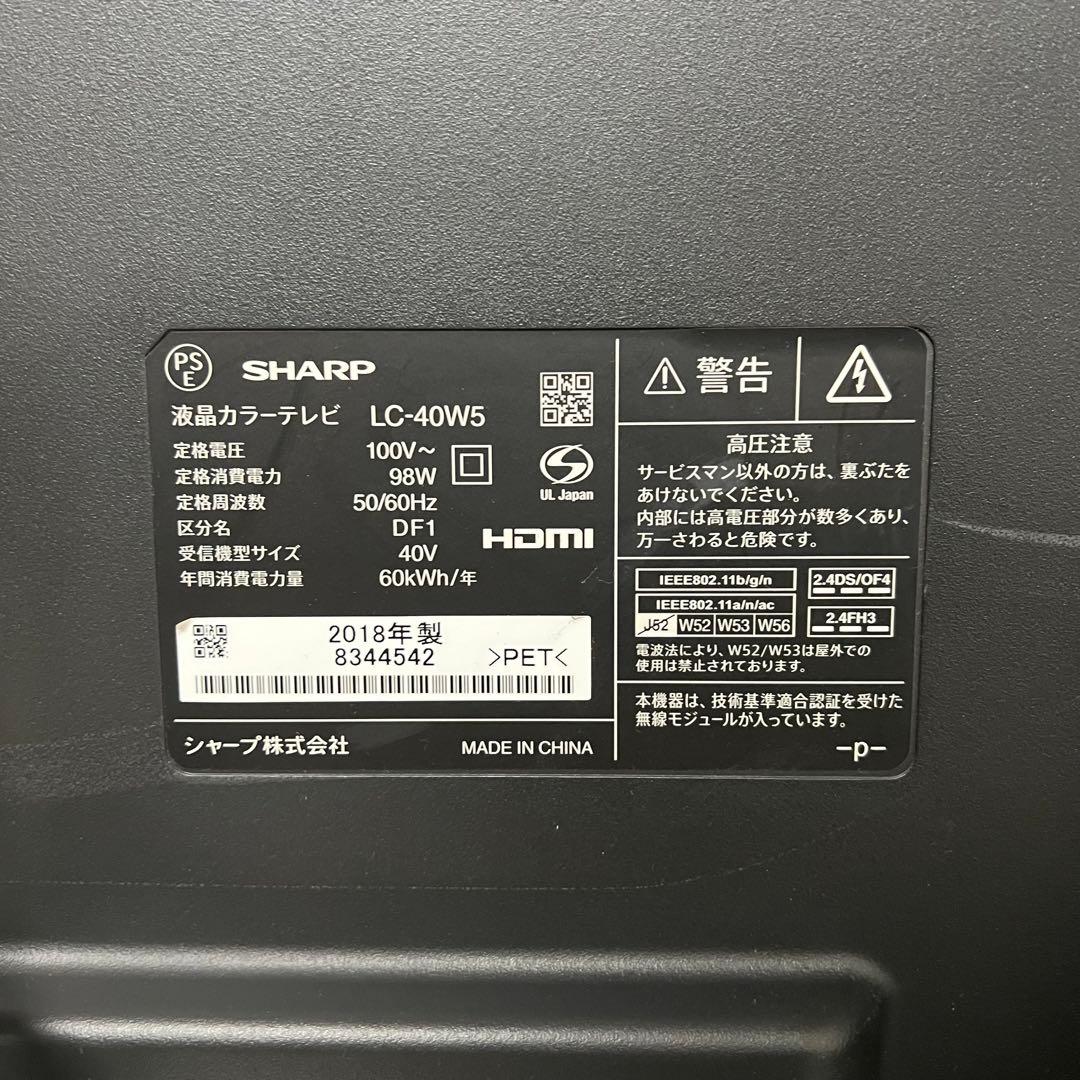 PS
E
SHARP
液晶カラーテレビ LC-40W5
定格電圧 100V～
定格消費電力 98W
定格周波数 50/60Hz
区分名 DF1
受信機型サイズ 40V
年間消費電力量 60kWh/年
UL Japan
HDMI
2018年製
8344542 >PET<
シャープ株式会社 MADE IN CHINA
警告
高圧注意
サービスマン以外の方は、裏ぶたを
あけないでください。
内部には高電圧部分が数多くあり、
万一さわると危険です。
IEEE802.11b/g/n
IEEE802.11a/n/ac
J52 W52 W53 W56
2.4DS/OF4
2.4FH3
電波法により、W52/W53は屋外での
使用は禁止されております。
本機器は、技術基準適合認証を受けた
無線モジュールが入っています。
-p-